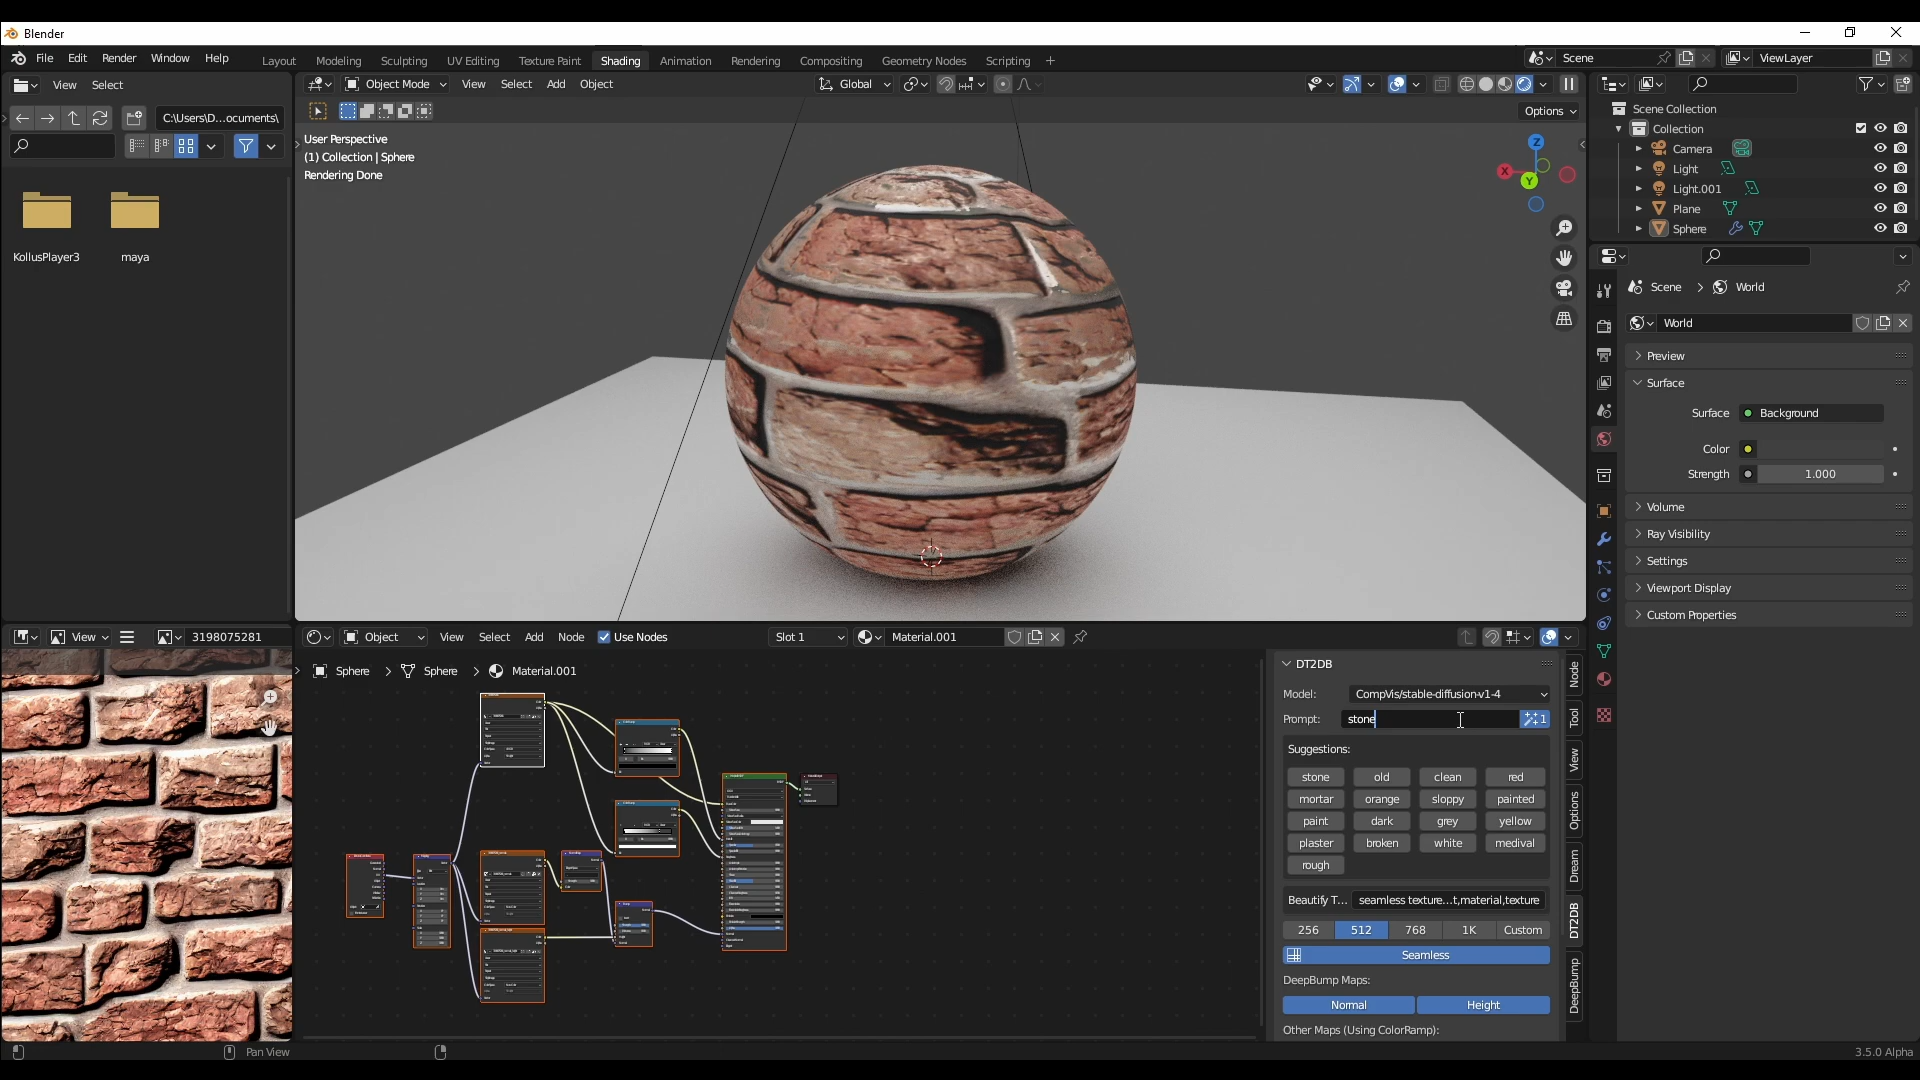 Blender
File Edit Render Window Help
Layout Modeling Sculpting UV Editing Texture Paint Shading Animation Rendering Compositing Geometry Nodes Scripting +
Scene
ViewLayer
View Select
Object Mode View Select Add Object
Global
C:\Users\D...ocuments\
Options
User Perspective
(1) Collection | Sphere
Rendering Done
Z
X
Y
KollusPlayer3
maya
Scene Collection
Collection
Camera
Light
Light.001
Plane
Sphere
Scene > World
World
Preview
Surface
Surface Background
Color
Strength 1.000
Volume
Ray Visibility
Settings
Viewport Display
Custom Properties
View
3198075281
Object View Select Add Node Use Nodes
Slot 1
Material.001
Sphere > Sphere > Material.001
DT2DB
Model: CompVis/stable-diffusion-v1-4
Prompt: stone 1
Suggestions:
stone old clean red
mortar orange sloppy painted
paint dark grey yellow
plaster broken white medival
rough
Beautify T... seamless texture...t,material,texture
256 512 768 1K Custom
Seamless
DeepBump Maps:
Normal Height
Other Maps (Using ColorRamp):
Node
Tool
View
Options
Dream
DT2DB
DeepBump
Pan View
3.5.0 Alpha